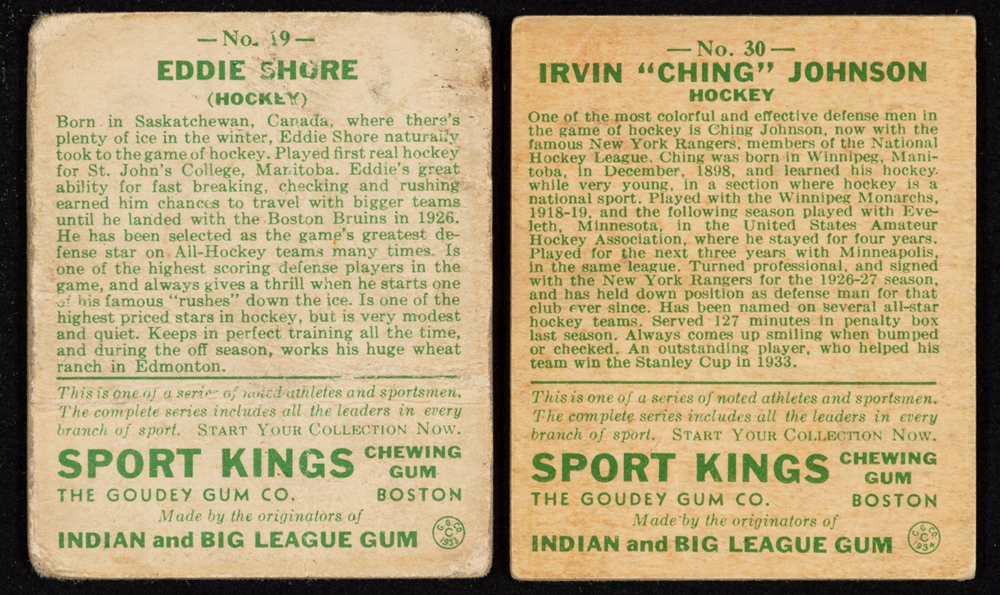 — No. 19 —
EDDIE SHORE
(HOCKEY)
Born in Saskatchewan, Canada, where there's
plenty of ice in the winter, Eddie Shore naturally
took to the game of hockey. Played first real hockey
for St. John's College, Manitoba. Eddie's great
ability for fast breaking, checking and rushing
earned him chances to travel with bigger teams
until he landed with the Boston Bruins in 1926.
He has been selected as the game's greatest de-
fense star on All-Hockey teams many times. Is
one of the highest scoring defense players in the
game, and always gives a thrill when he starts one
of his famous "rushes" down the ice. Is one of the
highest priced stars in hockey, but is very modest
and quiet. Keeps in perfect training all the time,
and during the off season, works his huge wheat
ranch in Edmonton.
This is one of a series of noted athletes and sportsmen.
The complete series includes all the leaders in every
branch of sport. START YOUR COLLECTION NOW.
SPORT KINGS CHEWING GUM
THE GOUDEY GUM CO. BOSTON
Made by the originators of
INDIAN and BIG LEAGUE GUM
G. G. CO. C 1933
— No. 30 —
IRVIN "CHING" JOHNSON
HOCKEY
One of the most colorful and effective defense men in
the game of hockey is Ching Johnson, now with the
famous New York Rangers, members of the National
Hockey League. Ching was born in Winnipeg, Mani-
toba, in December, 1898, and learned his hockey
while very young, in a section where hockey is a
national sport. Played with the Winnipeg Monarchs,
1918-19, and the following season played with Eve-
leth, Minnesota, in the United States Amateur
Hockey Association, where he stayed for four years.
Played for the next three years with Minneapolis,
in the same league. Turned professional, and signed
with the New York Rangers for the 1926-27 season,
and has held down position as defense man for that
club ever since. Has been named on several all-star
hockey teams. Served 127 minutes in penalty box
last season. Always comes up smiling when bumped
or checked. An outstanding player, who helped his
team win the Stanley Cup in 1933.
This is one of a series of noted athletes and sportsmen.
The complete series includes all the leaders in every
branch of sport. START YOUR COLLECTION NOW.
SPORT KINGS CHEWING GUM
THE GOUDEY GUM CO. BOSTON
Made by the originators of
INDIAN and BIG LEAGUE GUM
G. G. CO. C 1934